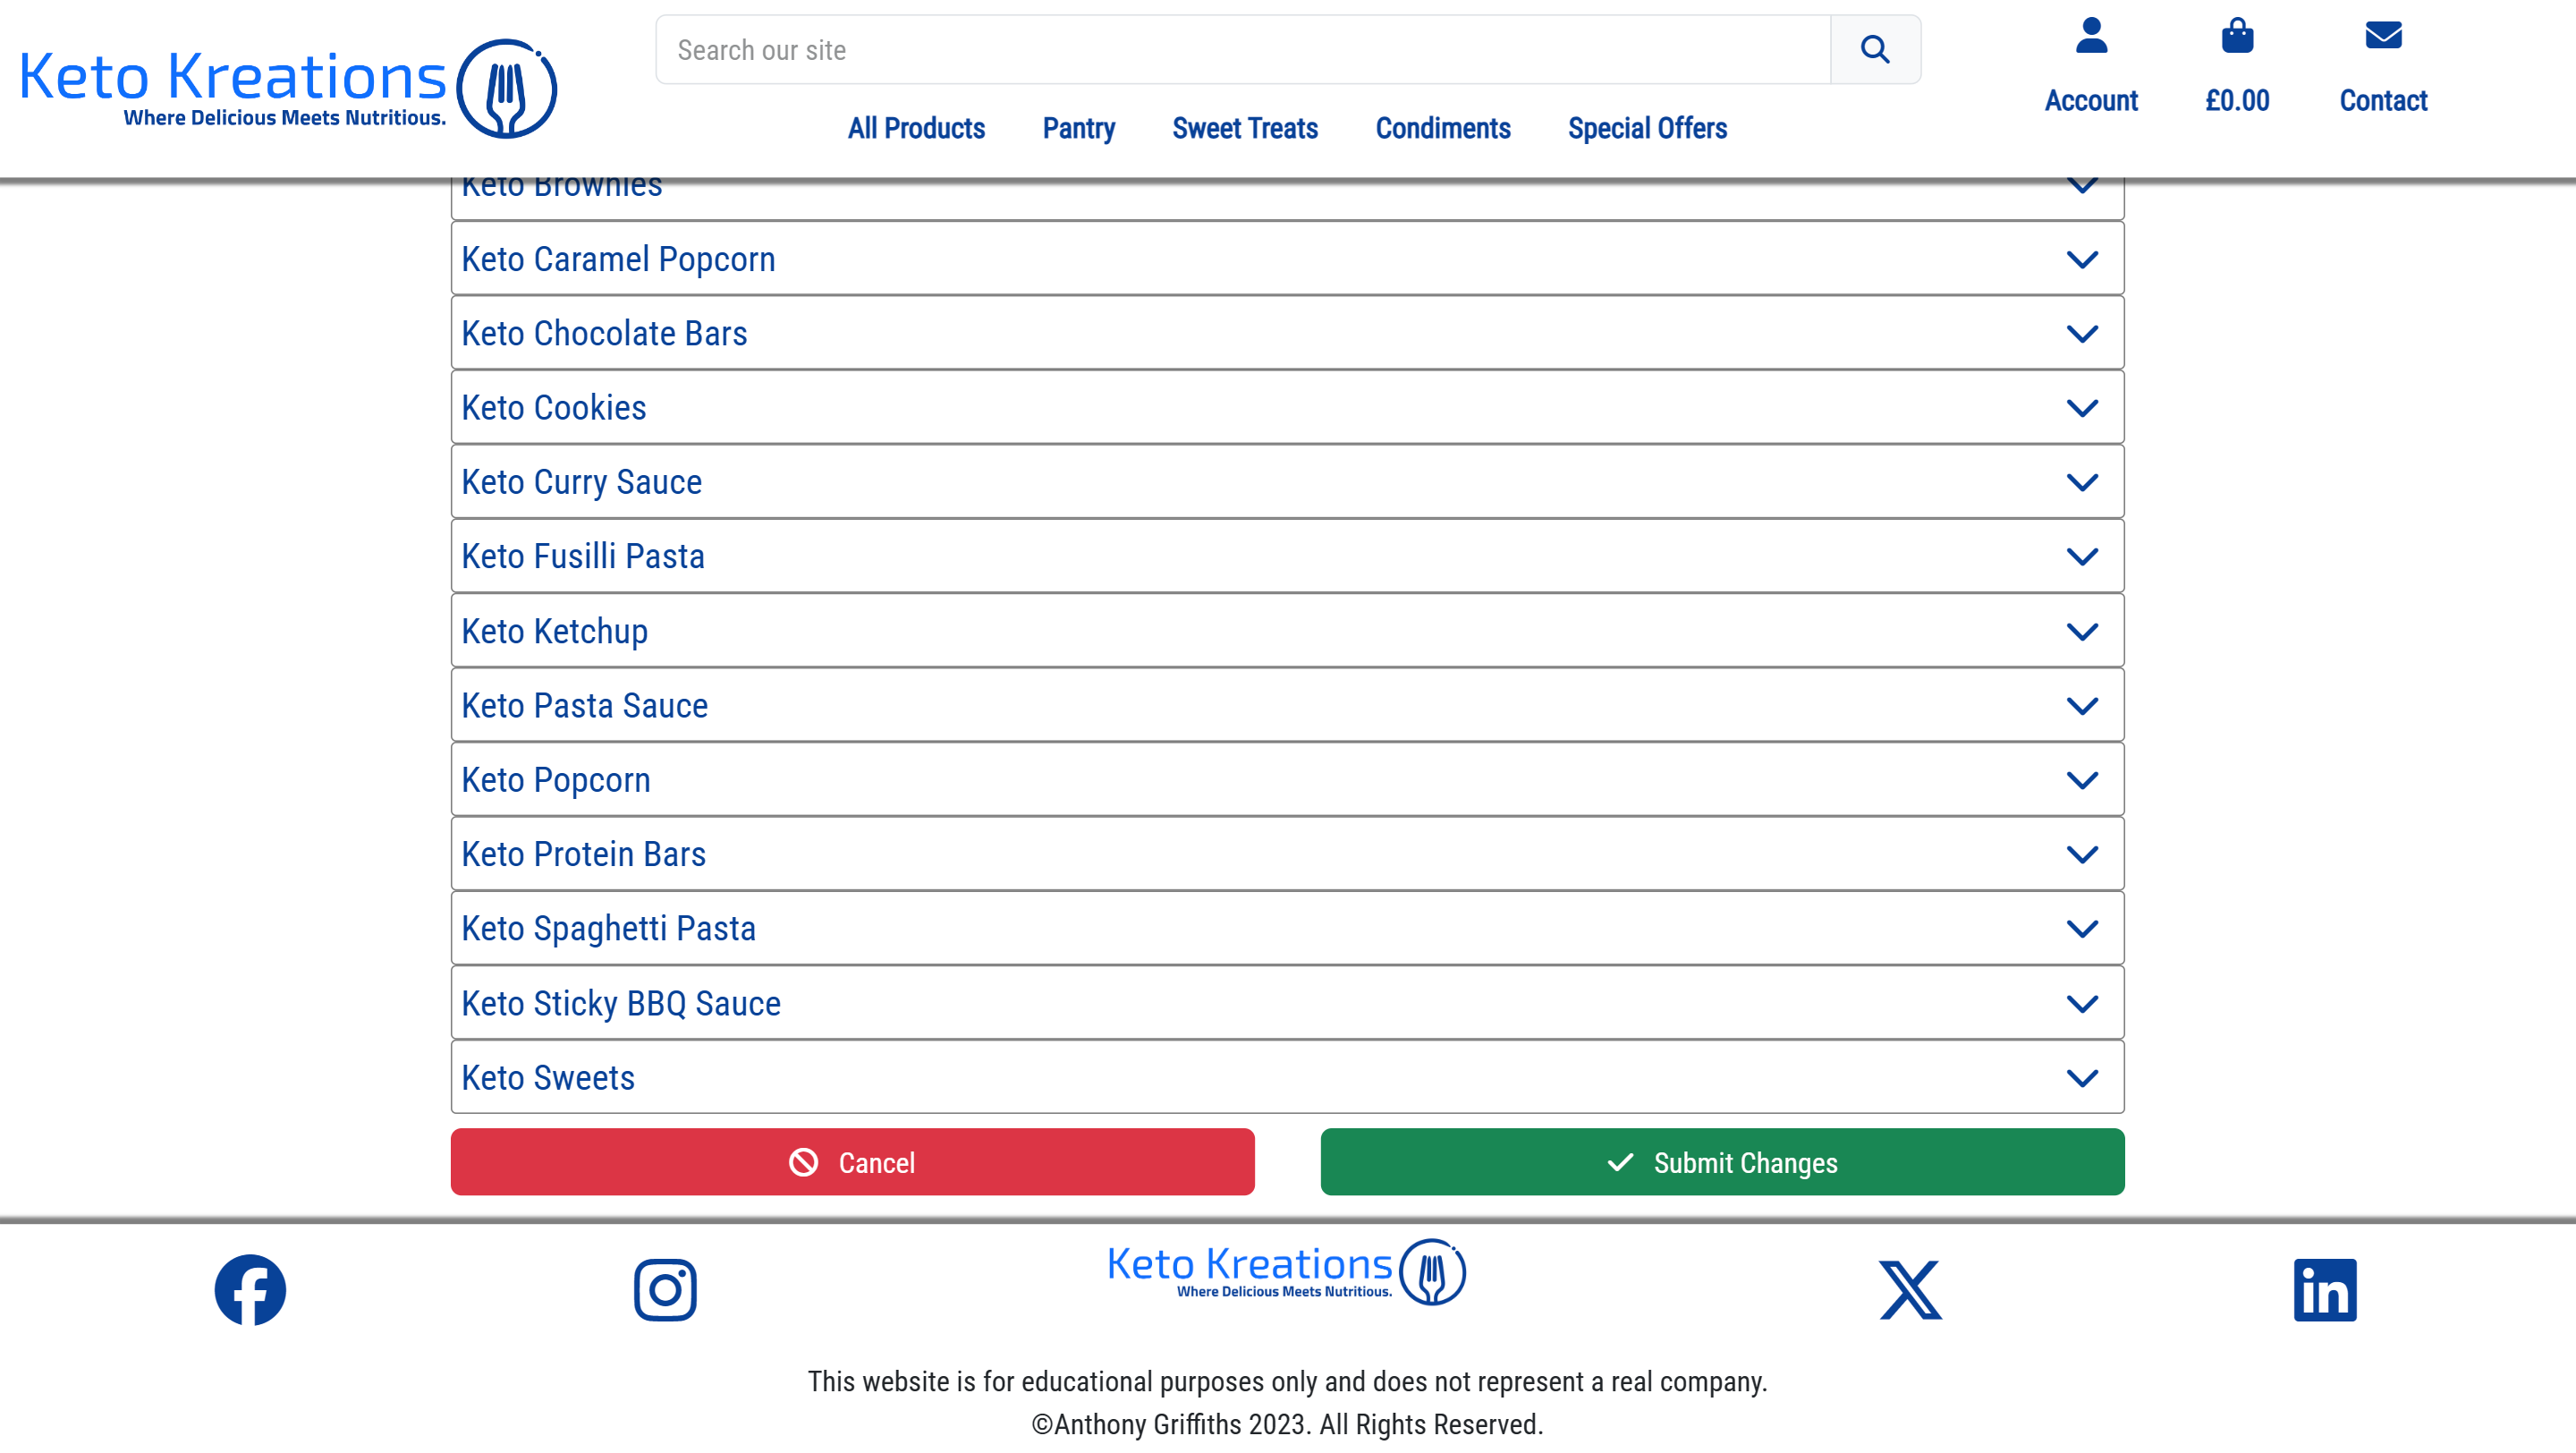 Keto Kreations
Where Delicious Meets Nutritious.
Search our site
Account £0.00 Contact
All Products Pantry Sweet Treats Condiments Special Offers
Keto Brownies
Keto Caramel Popcorn
Keto Chocolate Bars
Keto Cookies
Keto Curry Sauce
Keto Fusilli Pasta
Keto Ketchup
Keto Pasta Sauce
Keto Popcorn
Keto Protein Bars
Keto Spaghetti Pasta
Keto Sticky BBQ Sauce
Keto Sweets
Cancel Submit Changes
Keto Kreations
Where Delicious Meets Nutritious.
This website is for educational purposes only and does not represent a real company.
©Anthony Griffiths 2023. All Rights Reserved.